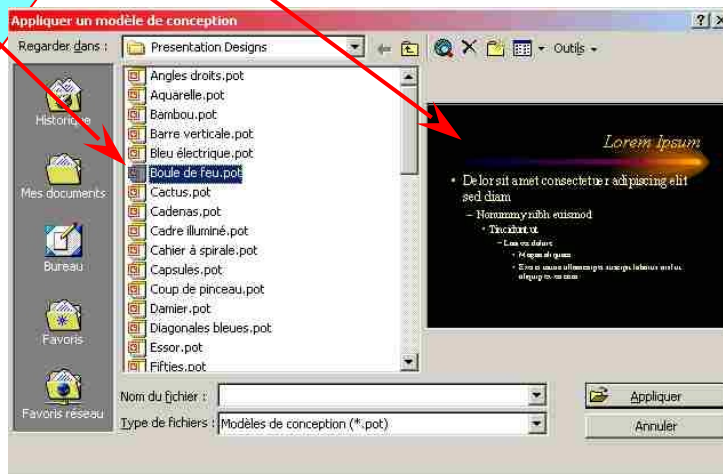 Appliquer un modèle de conception
Regarder dans : Presentation Designs
Outils
Historique
Mes documents
Bureau
Favoris
Favoris réseau
Angles droits.pot
Aquarelle.pot
Bambou.pot
Barre verticale.pot
Bleu électrique.pot
Boule de feu.pot
Cactus.pot
Cadenas.pot
Cadre illuminé.pot
Cahier à spirale.pot
Capsules.pot
Coup de pinceau.pot
Damier.pot
Diagonales bleues.pot
Essor.pot
Fifties.pot
Lorem Ipsum
• Delor sit amet consectetuer adipiscing elit
sed diam
– Nonummy nibh euismod
• Tincidunt ut
Nom du fichier :
Type de fichiers : Modèles de conception (*.pot)
Appliquer
Annuler